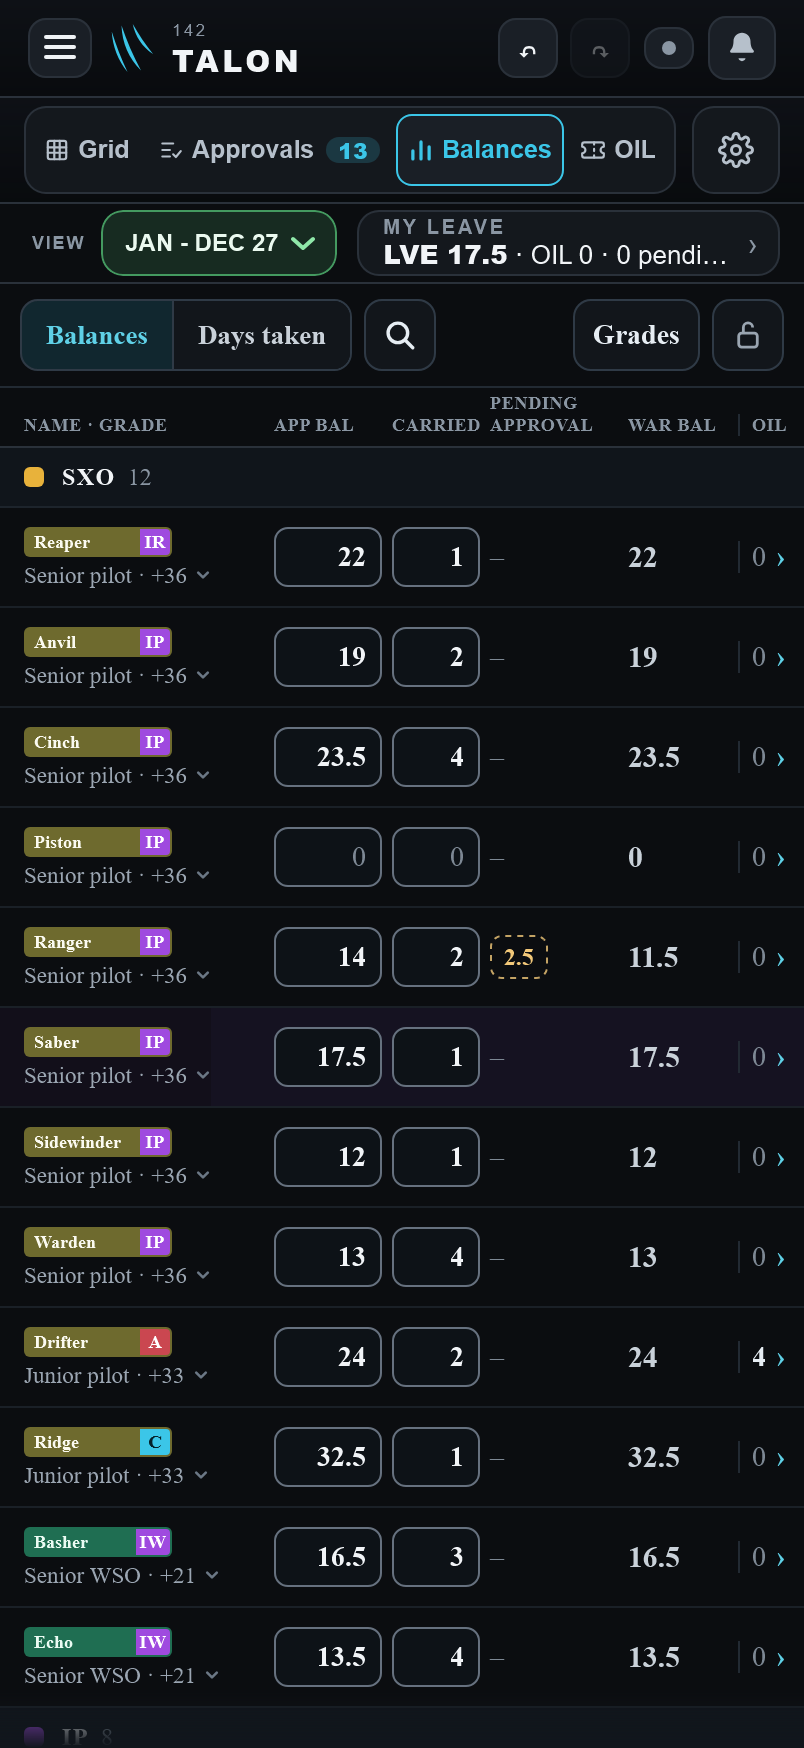 142
TALON
Grid
Approvals 13
Balances
OIL
VIEW
JAN - DEC 27
MY LEAVE
LVE 17.5 · OIL 0 · 0 pendi…
Balances
Days taken
Grades
NAME · GRADE APP BAL CARRIED PENDING APPROVAL WAR BAL OIL
SXO 12
Reaper IR
Senior pilot · +36
22 1 – 22 0 ›
Anvil IP
Senior pilot · +36
19 2 – 19 0 ›
Cinch IP
Senior pilot · +36
23.5 4 – 23.5 0 ›
Piston IP
Senior pilot · +36
0 0 – 0 0 ›
Ranger IP
Senior pilot · +36
14 2 2.5 11.5 0 ›
Saber IP
Senior pilot · +36
17.5 1 – 17.5 0 ›
Sidewinder IP
Senior pilot · +36
12 1 – 12 0 ›
Warden IP
Senior pilot · +36
13 4 – 13 0 ›
Drifter A
Junior pilot · +33
24 2 – 24 4 ›
Ridge C
Junior pilot · +33
32.5 1 – 32.5 0 ›
Basher IW
Senior WSO · +21
16.5 3 – 16.5 0 ›
Echo IW
Senior WSO · +21
13.5 4 – 13.5 0 ›
IP 8